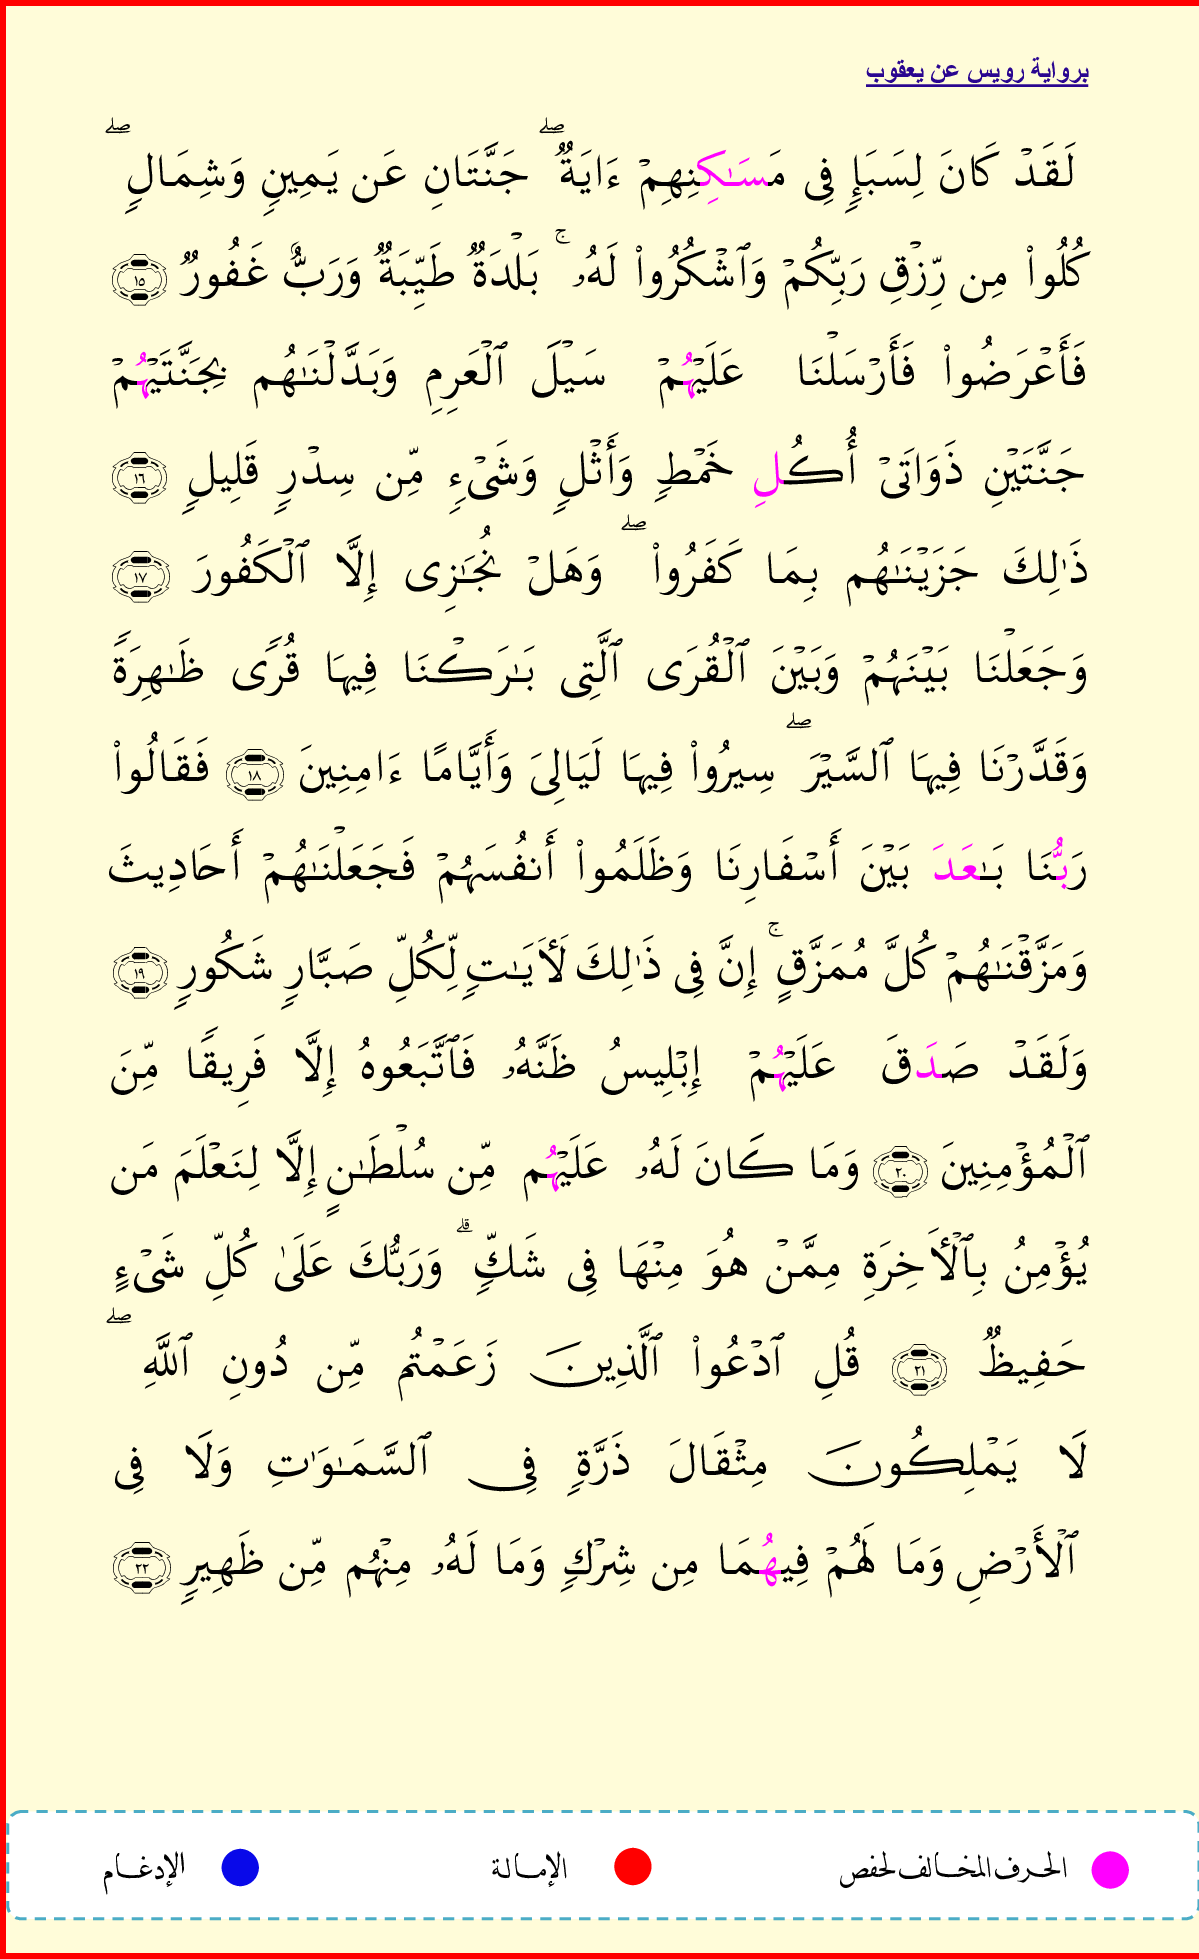 برواية رويس عن يعقوب
لَقَدۡ كَانَ لِسَبَإٖ فِي مَسَٰكِنِهِمۡ ءَايَةٞۖ جَنَّتَانِ عَن يَمِينٖ وَشِمَالٖۖ
كُلُواْ مِن رِّزۡقِ رَبِّكُمۡ وَٱشۡكُرُواْ لَهُۥۚ بَلۡدَةٞ طَيِّبَةٞ وَرَبٌّ غَفُورٞ ١٥
فَأَعۡرَضُواْ فَأَرۡسَلۡنَا عَلَيۡهُمۡ سَيۡلَ ٱلۡعَرِمِ وَبَدَّلۡنَٰهُم بِجَنَّتَيۡهُمۡ
جَنَّتَيۡنِ ذَوَاتَيۡ أُكُلِ خَمۡطٖ وَأَثۡلٖ وَشَيۡءٖ مِّن سِدۡرٖ قَلِيلٖ ١٦
ذَٰلِكَ جَزَيۡنَٰهُم بِمَا كَفَرُواْۖ وَهَلۡ نُجَٰزِي إِلَّا ٱلۡكَفُورَ ١٧
وَجَعَلۡنَا بَيۡنَهُمۡ وَبَيۡنَ ٱلۡقُرَى ٱلَّتِي بَٰرَكۡنَا فِيهَا قُرٗى ظَٰهِرَةٗ
وَقَدَّرۡنَا فِيهَا ٱلسَّيۡرَۖ سِيرُواْ فِيهَا لَيَالِيَ وَأَيَّامًا ءَامِنِينَ ١٨ فَقَالُواْ
رَبُّنَا بَٰعَدَ بَيۡنَ أَسۡفَارِنَا وَظَلَمُواْ أَنفُسَهُمۡ فَجَعَلۡنَٰهُمۡ أَحَادِيثَ
وَمَزَّقۡنَٰهُمۡ كُلَّ مُمَزَّقٍۚ إِنَّ فِي ذَٰلِكَ لَأٓيَٰتٖ لِّكُلِّ صَبَّارٖ شَكُورٖ ١٩
وَلَقَدۡ صَدَقَ عَلَيۡهُمۡ إِبۡلِيسُ ظَنَّهُۥ فَٱتَّبَعُوهُ إِلَّا فَرِيقٗا مِّنَ
ٱلۡمُؤۡمِنِينَ ٢٠ وَمَا كَانَ لَهُۥ عَلَيۡهُم مِّن سُلۡطَٰنٍ إِلَّا لِنَعۡلَمَ مَن
يُؤۡمِنُ بِٱلۡأٓخِرَةِ مِمَّنۡ هُوَ مِنۡهَا فِي شَكّٖۗ وَرَبُّكَ عَلَىٰ كُلِّ شَيۡءٍ
حَفِيظٞ ٢١ قُلِ ٱدۡعُواْ ٱلَّذِينَ زَعَمۡتُم مِّن دُونِ ٱللَّهِۖ
لَا يَمۡلِكُونَ مِثۡقَالَ ذَرَّةٖ فِي ٱلسَّمَٰوَٰتِ وَلَا فِي
ٱلۡأَرۡضِ وَمَا لَهُمۡ فِيهُمَا مِن شِرۡكٖ وَمَا لَهُۥ مِنۡهُم مِّن ظَهِيرٖ ٢٢
الحرف المخالف لحفص الإمالة الإدغام